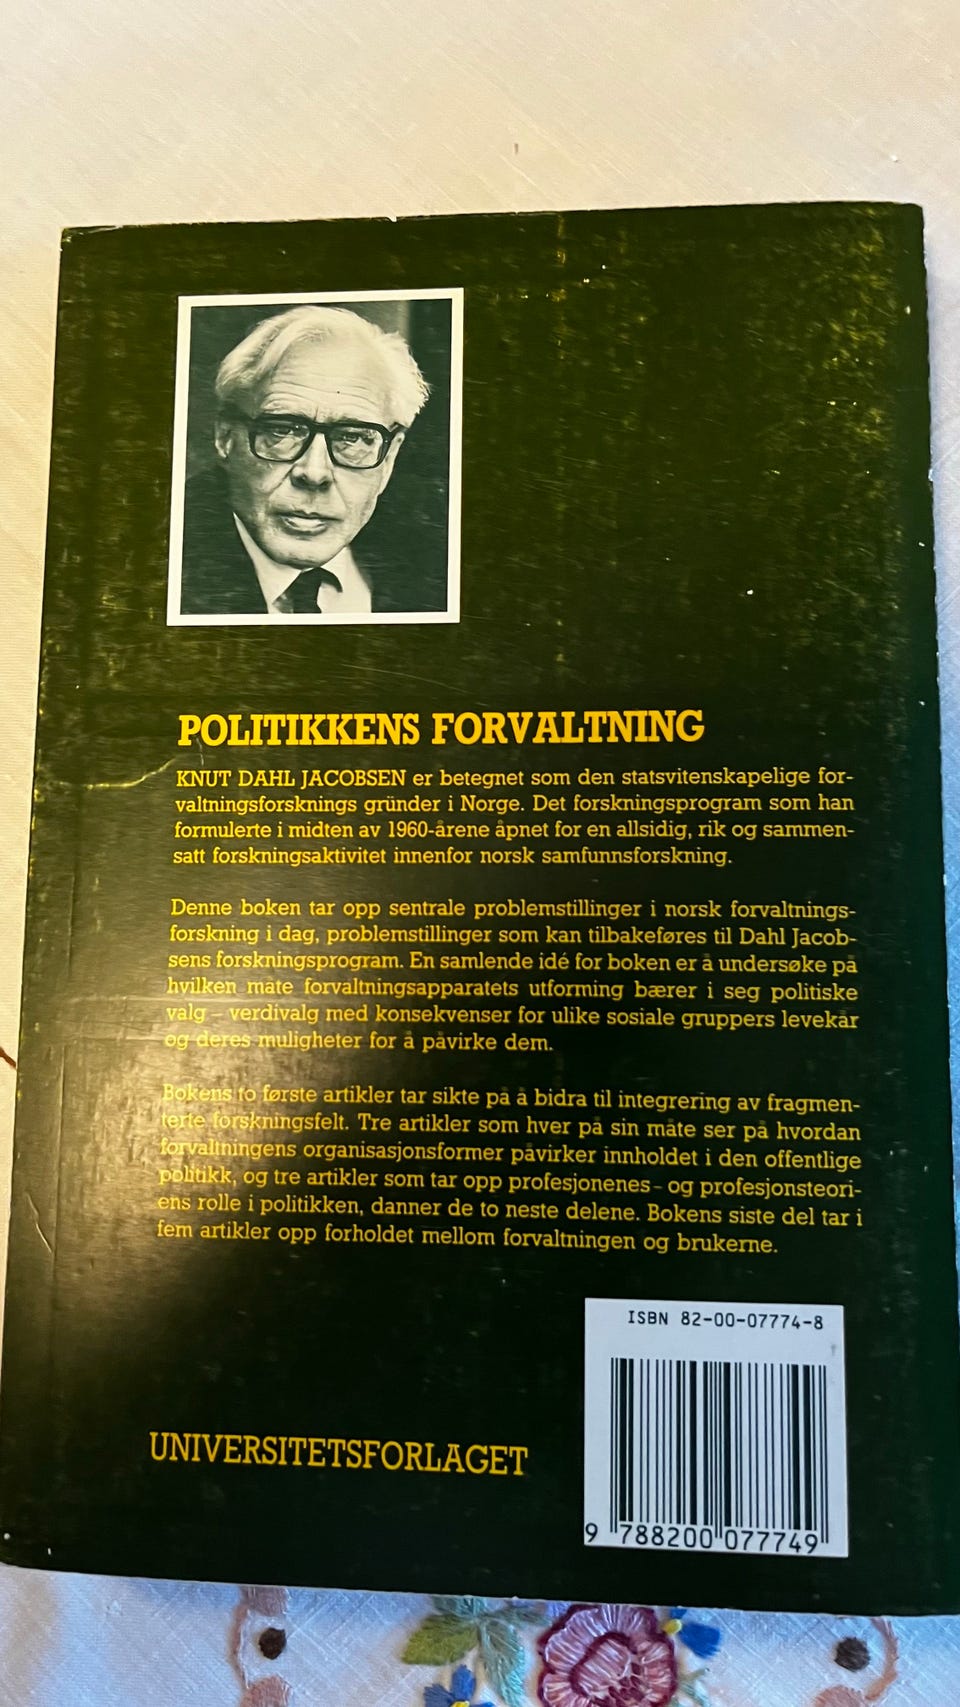 POLITIKKENS FORVALTNING
KNUT DAHL JACOBSEN er betegnet som den statsvitenskapelige for-
valtningsforsknings gründer i Norge. Det forskningsprogram som han
formulerte i midten av 1960-årene åpnet for en allsidig, rik og sammen-
satt forskningsaktivitet innenfor norsk samfunnsforskning.
Denne boken tar opp sentrale problemstillinger i norsk forvaltnings-
forskning i dag, problemstillinger som kan tilbakeføres til Dahl Jacob-
sens forskningsprogram. En samlende idé for boken er å undersøke på
hvilken måte forvaltningsapparatets utforming bærer i seg politiske
valg – verdivalg med konsekvenser for ulike sosiale gruppers levekår
og deres muligheter for å påvirke dem.
Bokens to første artikler tar sikte på å bidra til integrering av fragmen-
terte forskningsfelt. Tre artikler som hver på sin måte ser på hvordan
forvaltningens organisasjonsformer påvirker innholdet i den offentlige
politikk, og tre artikler som tar opp profesjonenes- og profesjonsteori-
ens rolle i politikken, danner de to neste delene. Bokens siste del tar i
fem artikler opp forholdet mellom forvaltningen og brukerne.
ISBN 82-00-07774-8
UNIVERSITETSFORLAGET
9 788200 077749